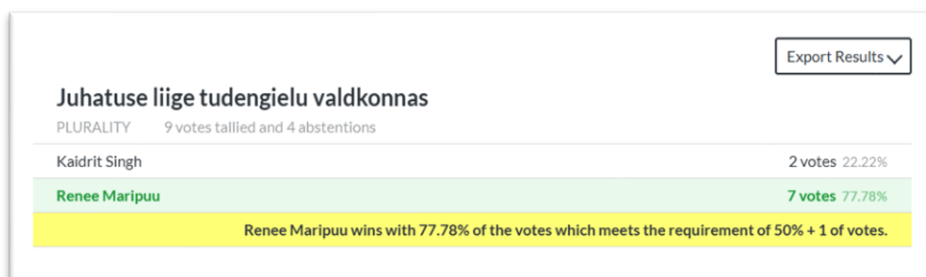 Export Results
Juhatuse liige tudengielu valdkonnas
PLURALITY 9 votes tallied and 4 abstentions
Kaidrit Singh 2 votes 22.22%
Renee Maripuu 7 votes 77.78%
Renee Maripuu wins with 77.78% of the votes which meets the requirement of 50% + 1 of votes.